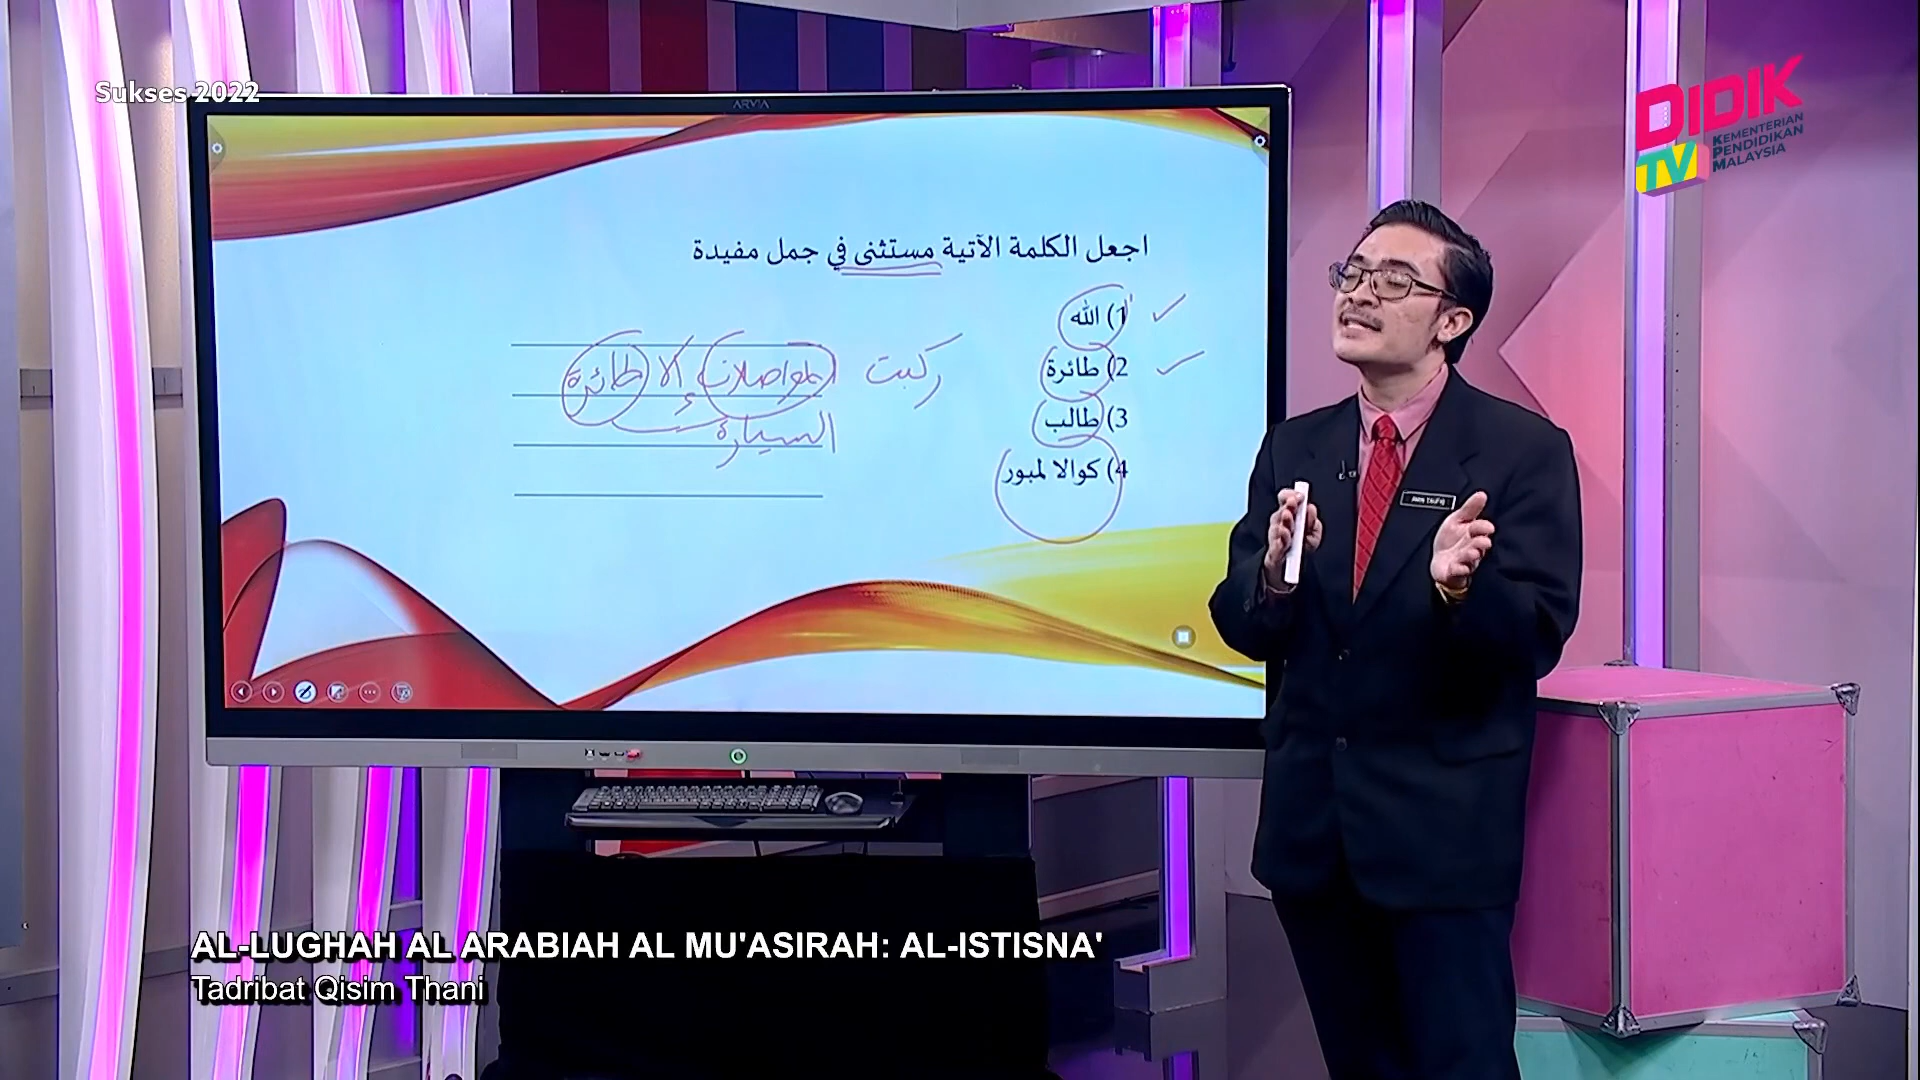 Sukses 2022
DIDIK
TV
KEMENTERIAN
PENDIDIKAN
MALAYSIA
ARVIA
اجعل الكلمة الآتية مستثنى في جمل مفيدة
1) الله
2) طائرة
3) طالب
4) كوالا لمبور
ركبت المواصلات إلا طائرة
السيارة
AL-LUGHAH AL ARABIAH AL MU'ASIRAH: AL-ISTISNA'
Tadribat Qisim Thani